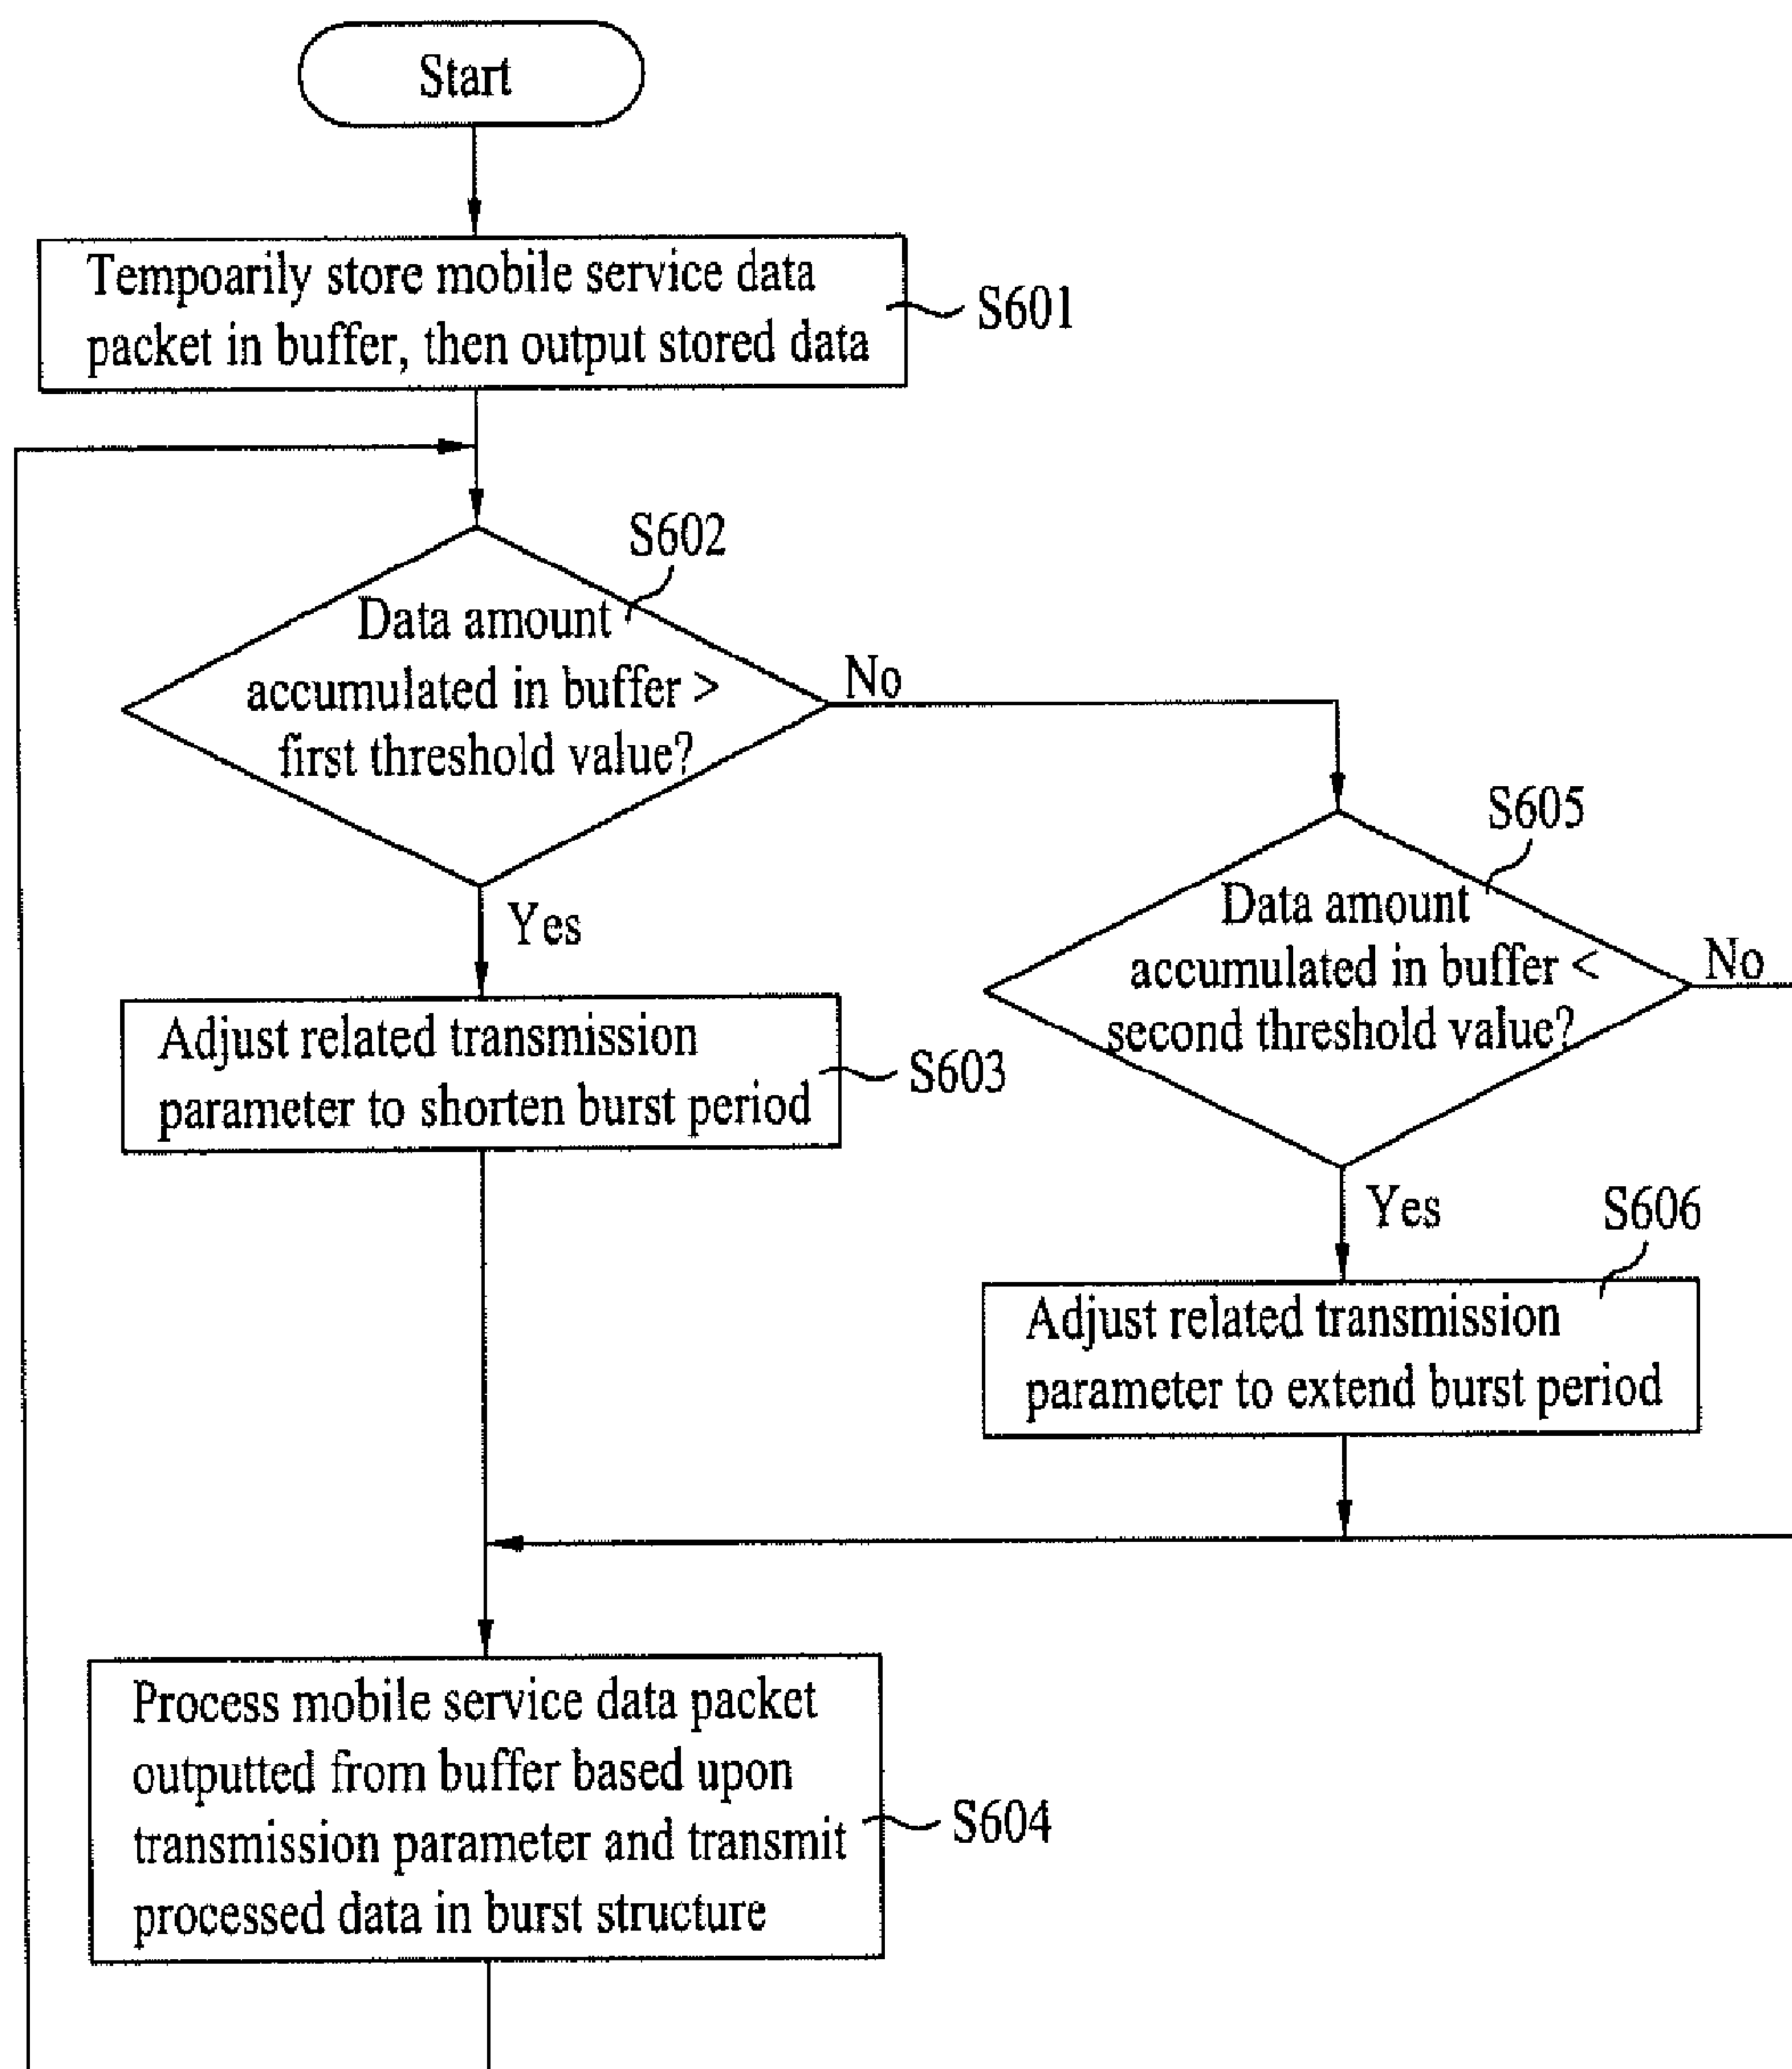 Start
Tempoarily store mobile service data
packet in buffer, then output stored data
S601
S602
Data amount
accumulated in buffer >
first threshold value?
No
Yes
S605
Data amount
accumulated in buffer <
second threshold value?
No
Yes
Adjust related transmission
parameter to shorten burst period
S603
S606
Adjust related transmission
parameter to extend burst period
Process mobile service data packet
outputted from buffer based upon
transmission parameter and transmit
processed data in burst structure
S604